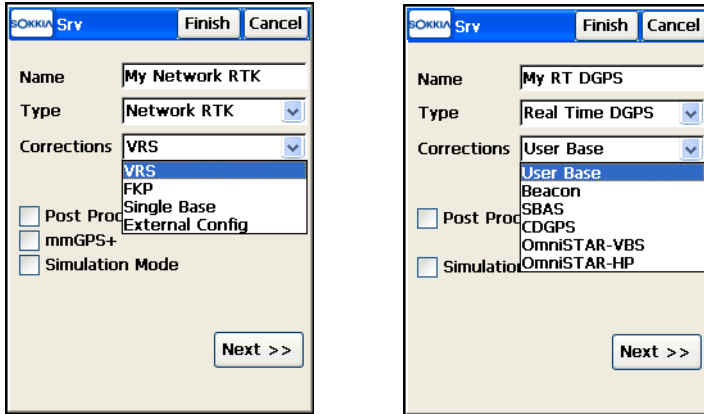 SOKKIA Srv Finish Cancel
Name My Network RTK
Type Network RTK
Corrections VRS
VRS
FKP
Single Base
External Config
Post Proc
mmGPS+
Simulation Mode
Next >>
SOKKIA Srv Finish Cancel
Name My RT DGPS
Type Real Time DGPS
Corrections User Base
User Base
Beacon
SBAS
CDGPS
OmniSTAR-VBS
OmniSTAR-HP
Post Proc
Simulation
Next >>